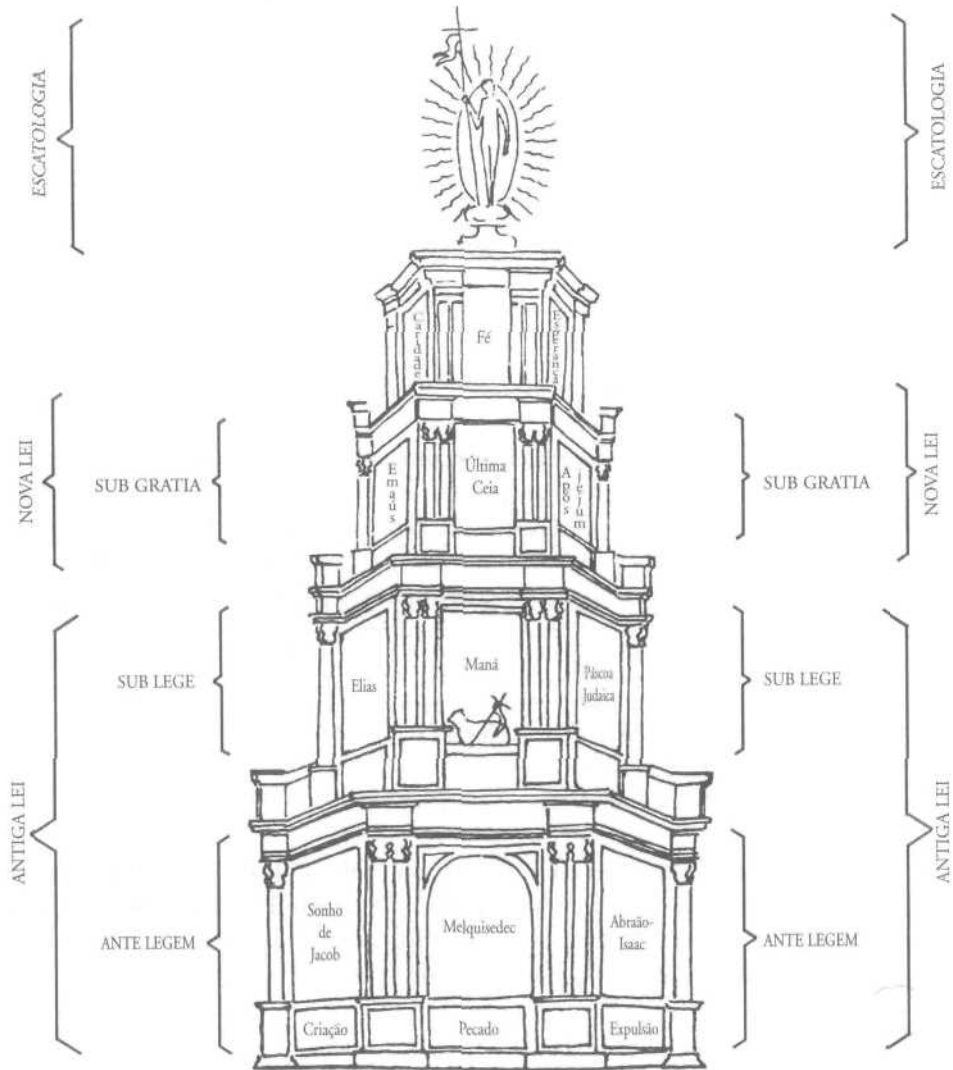 ESCATOLOGIA
ESCATOLOGIA
Caridade
Fé
Esperança
NOVA LEI
SUB GRATIA
Emaús
Última
Ceia
Após
jejum
SUB GRATIA
NOVA LEI
ANTIGA LEI
SUB LEGE
Elias
Maná
Páscoa
Judaica
SUB LEGE
ANTIGA LEI
ANTE LEGEM
Sonho
de
Jacob
Melquisedec
Abraão-
Isaac
ANTE LEGEM
Criação
Pecado
Expulsão